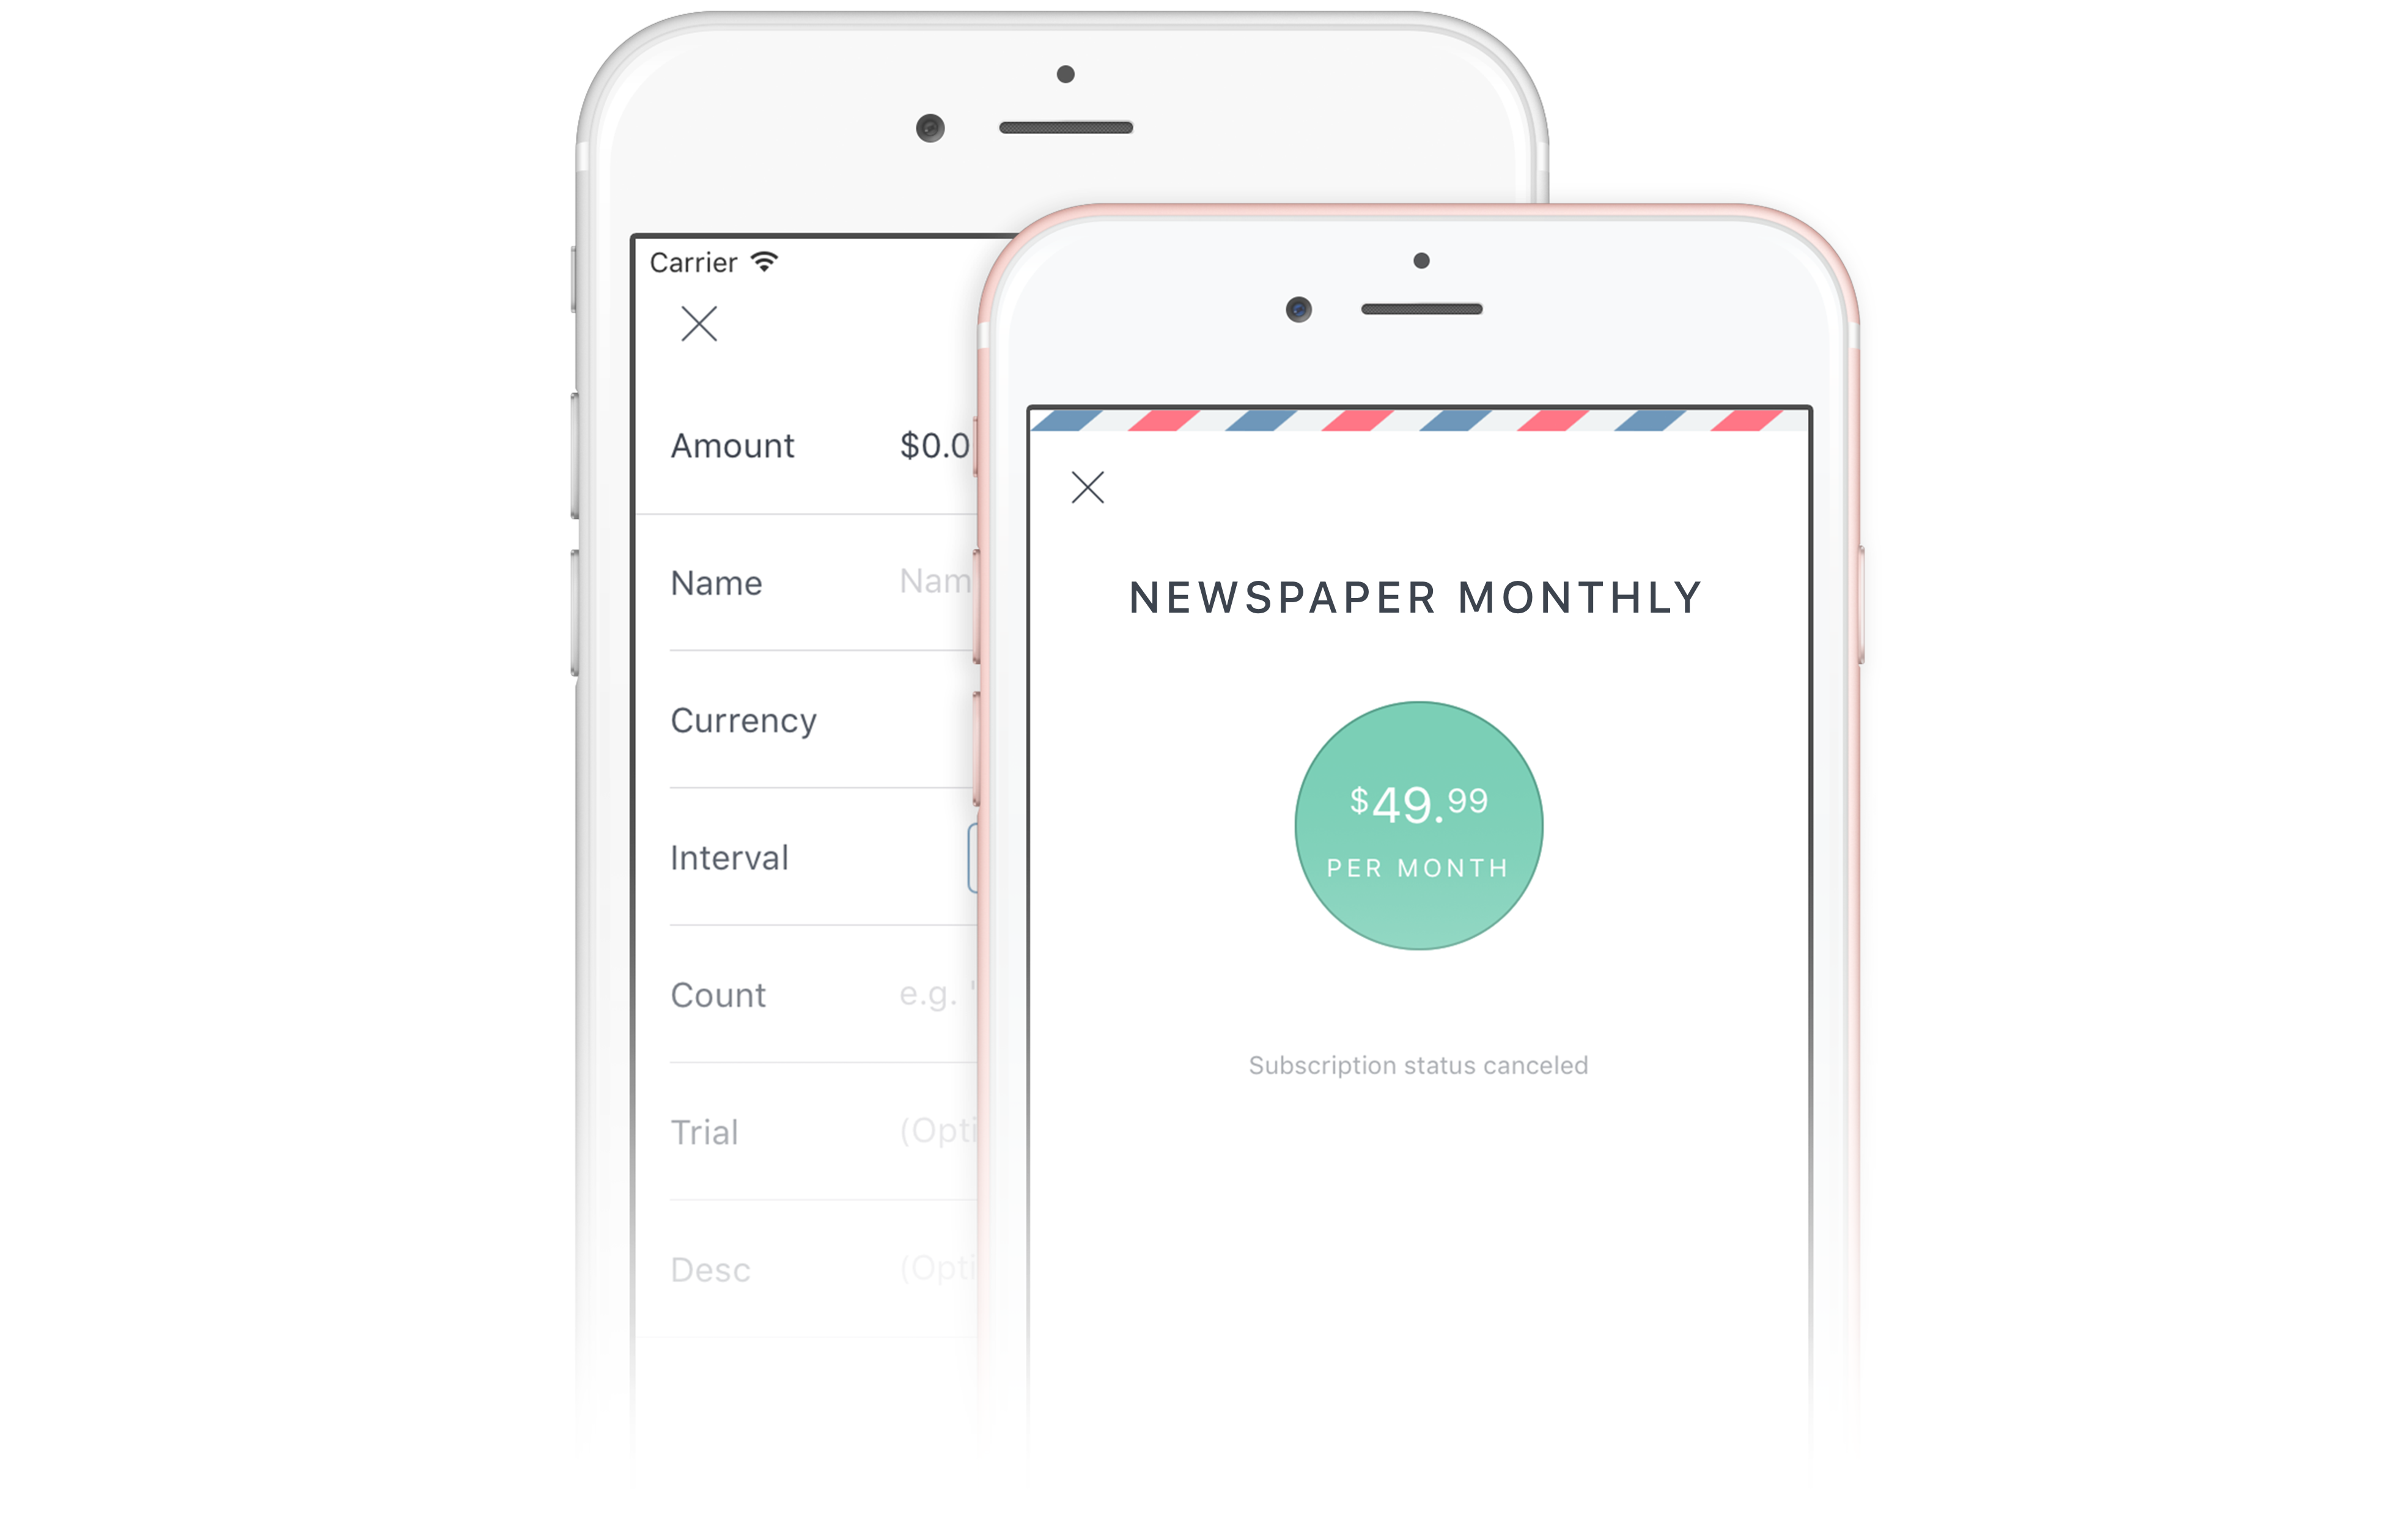 Carrier
Amount $0.0
Name Nam
Currency
Interval
Count e.g. "
Trial (Opti
Desc (Opti
NEWSPAPER MONTHLY
$49.99
PER MONTH
Subscription status canceled